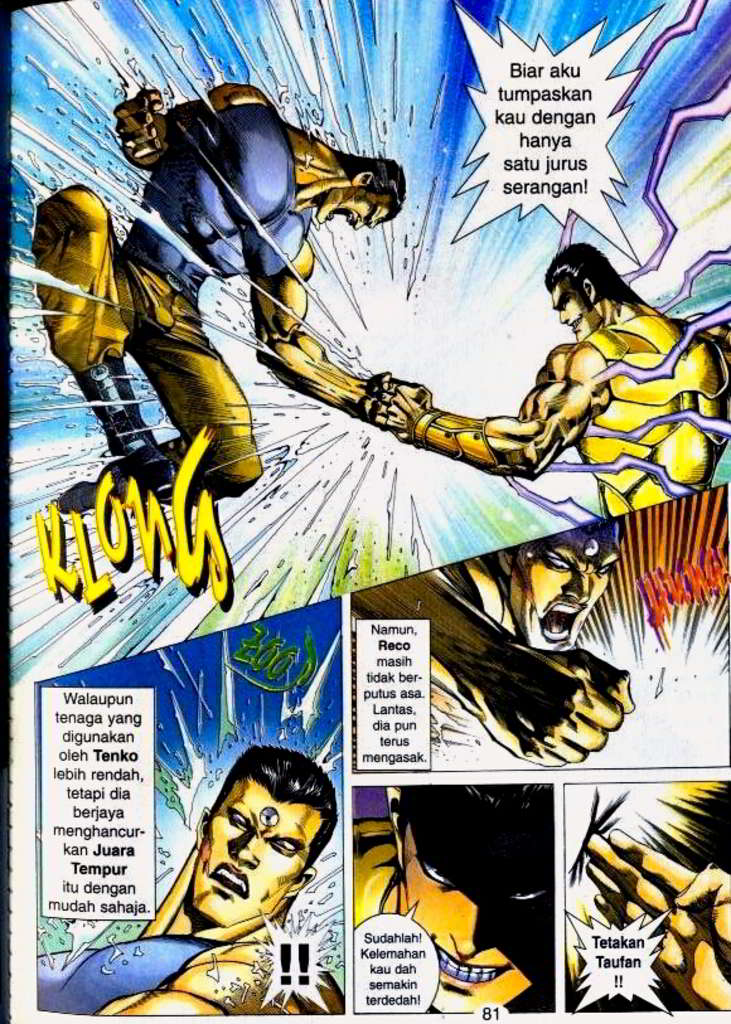 Biar aku
tumpaskan
kau dengan
hanya
satu jurus
serangan!
KLONG
Namun,
Reco
masih
tidak ber-
putus asa.
Lantas,
dia pun
terus
mengasak.
Walaupun
tenaga yang
digunakan
oleh Tenko
lebih rendah,
tetapi dia
berjaya
menghancur-
kan Juara
Tempur
itu dengan
mudah sahaja.
!!
Sudahlah!
Kelemahan
kau dah
semakin
terdedah!
Tetakan
Taufan
!!
81